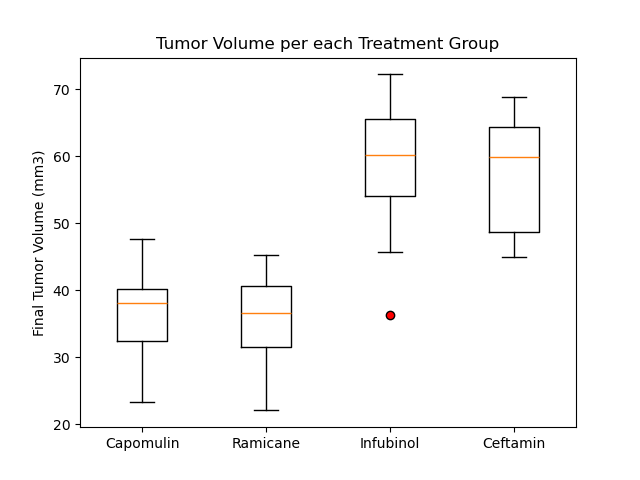 Tumor Volume per each Treatment Group
Final Tumor Volume (mm3)
70
60
50
40
30
20
Capomulin
Ramicane
Infubinol
Ceftamin